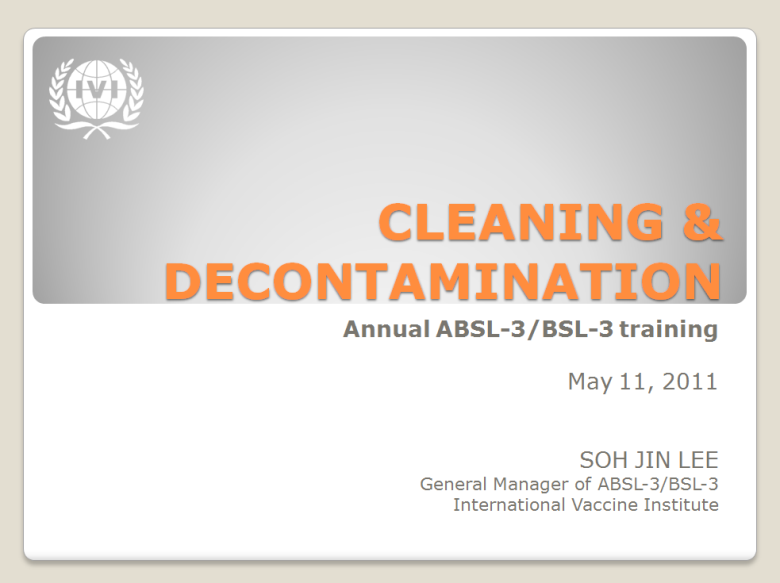 IVI
CLEANING &
DECONTAMINATION
Annual ABSL-3/BSL-3 training
May 11, 2011
SOH JIN LEE
General Manager of ABSL-3/BSL-3
International Vaccine Institute